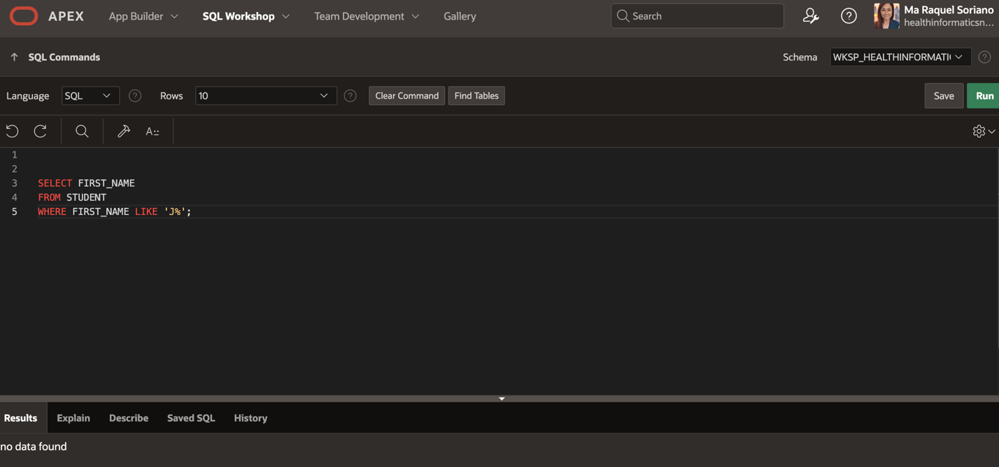 APEX App Builder SQL Workshop Team Development Gallery Search Ma Raquel Soriano
healthinformaticsn...
SQL Commands Schema WKSP_HEALTHINFORMATI
Language SQL Rows 10 Clear Command Find Tables Save Run
A
1
2
3 SELECT FIRST_NAME
4 FROM STUDENT
5 WHERE FIRST_NAME LIKE 'J%';
Results Explain Describe Saved SQL History
no data found